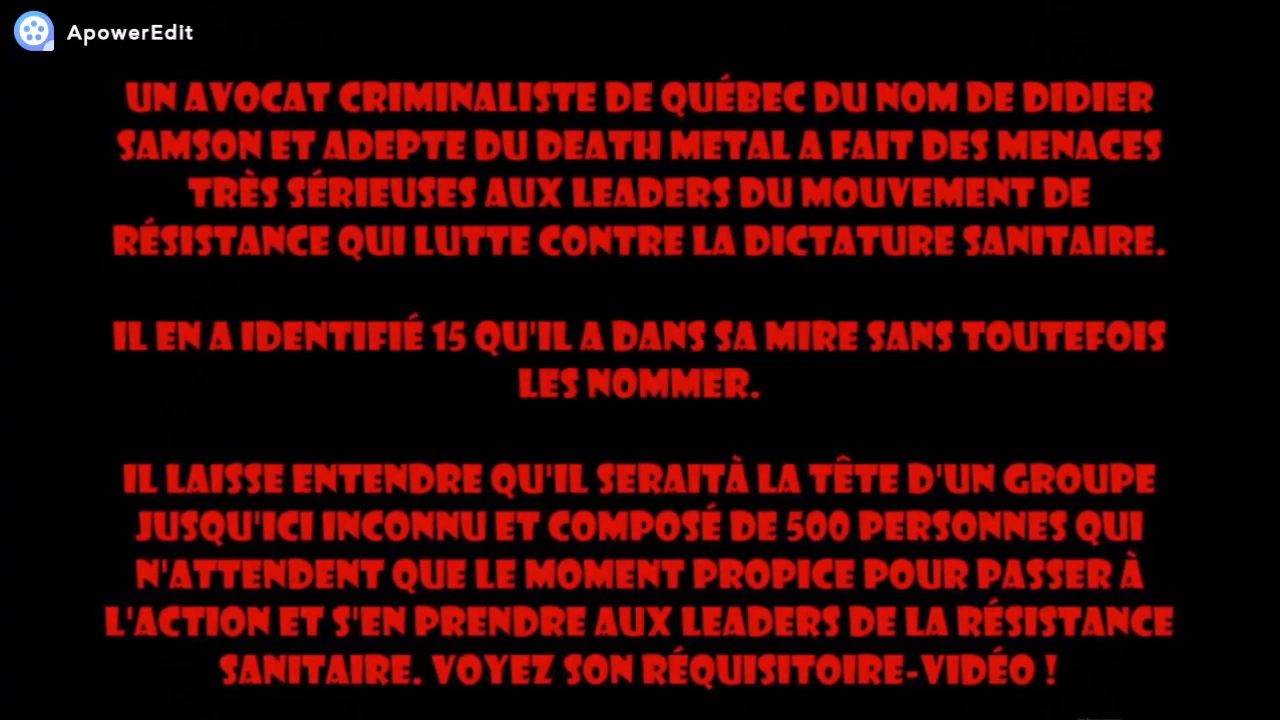 ApowerEdit
UN AVOCAT CRIMINALISTE DE QUÉBEC DU NOM DE DIDIER
SAMSON ET ADEPTE DU DEATH METAL A FAIT DES MENACES
TRÈS SÉRIEUSES AUX LEADERS DU MOUVEMENT DE
RÉSISTANCE QUI LUTTE CONTRE LA DICTATURE SANITAIRE.
IL EN A IDENTIFIÉ 15 QU'IL A DANS SA MIRE SANS TOUTEFOIS
LES NOMMER.
IL LAISSE ENTENDRE QU'IL SERAITÀ LA TÊTE D'UN GROUPE
JUSQU'ICI INCONNU ET COMPOSÉ DE 500 PERSONNES QUI
N'ATTENDENT QUE LE MOMENT PROPICE POUR PASSER À
L'ACTION ET S'EN PRENDRE AUX LEADERS DE LA RÉSISTANCE
SANITAIRE. VOYEZ SON RÉQUISITOIRE-VIDÉO !